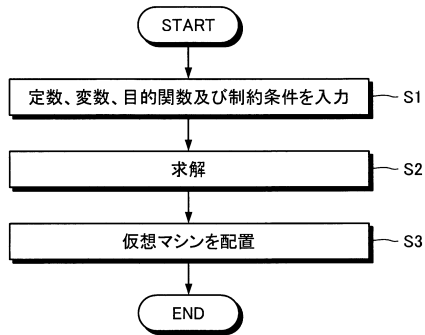 START
定数、変数、目的関数及び制約条件を入力
S1
求解
S2
仮想マシンを配置
S3
END